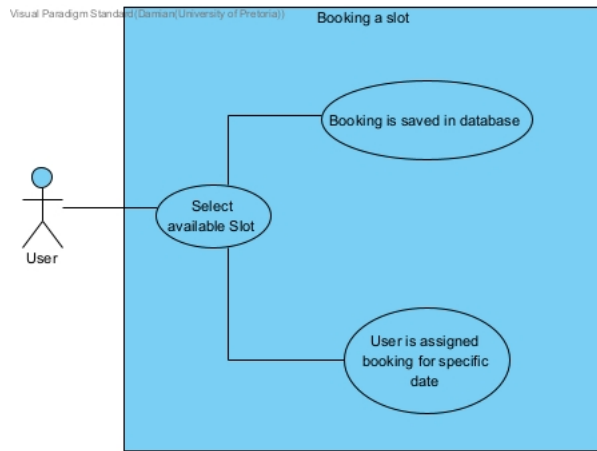 Visual Paradigm Standard(Damian(University of Pretoria))
Booking a slot
Booking is saved in database
Select
available Slot
User
User is assigned
booking for specific
date